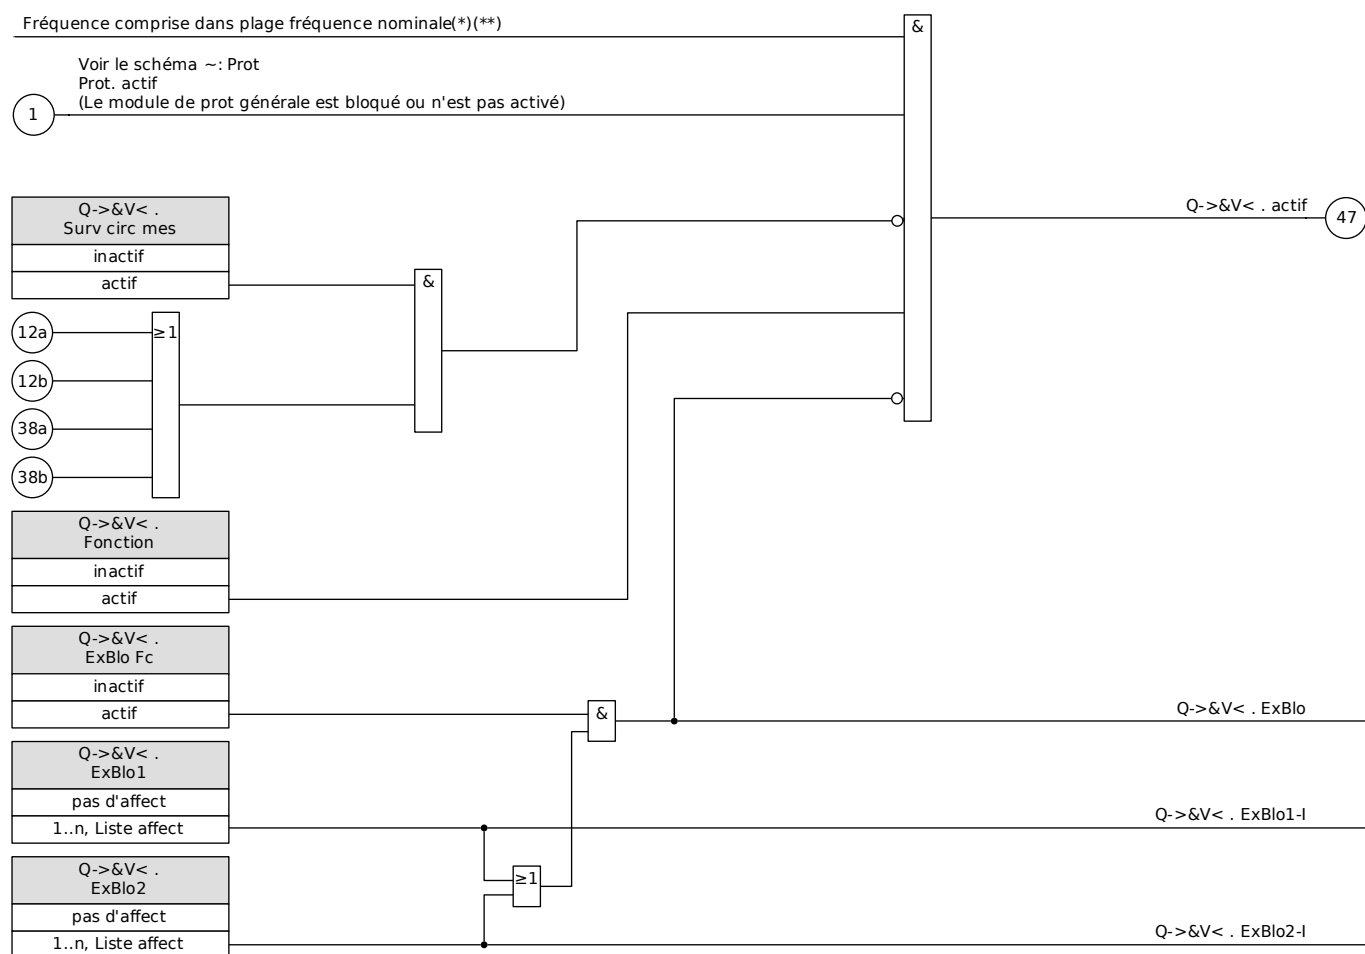 Fréquence comprise dans plage fréquence nominale(*)(**)
&
Voir le schéma ~: Prot
Prot. actif
(Le module de prot générale est bloqué ou n'est pas activé)
1
Q->&V< .
Surv circ mes
inactif
actif
&
Q->&V< . actif
47
12a
≥1
12b
38a
38b
Q->&V< .
Fonction
inactif
actif
Q->&V< .
ExBlo Fc
inactif
actif
&
Q->&V< . ExBlo
Q->&V< .
ExBlo1
pas d'affect
1..n, Liste affect
Q->&V< . ExBlo1-I
Q->&V< .
ExBlo2
≥1
pas d'affect
1..n, Liste affect
Q->&V< . ExBlo2-I